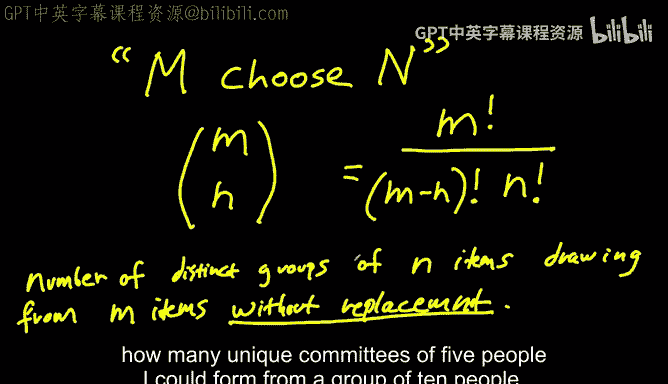 GPT中英字幕课程资源@bilibili.com
GPT中英字幕课程资源 bilibili
“M choose N”
(m n) = m! / (m-n)! n!
number of distinct groups of n items drawing
from m items without replacement.
how many unique committees of five people
I could form from a group of ten people